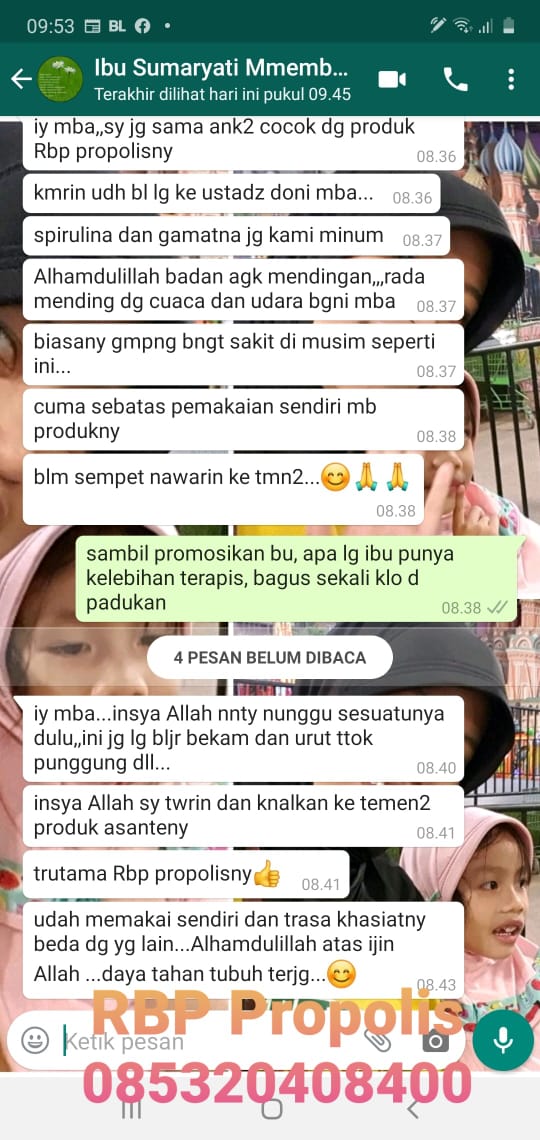 09:53 BL
Ibu Sumaryati Mmemb...
Terakhir dilihat hari ini pukul 09.45
iy mba,,sy jg sama ank2 cocok dg produk
Rbp propolisny
08.36
kmrin udh bl lg ke ustadz doni mba...
08.36
spirulina dan gamatna jg kami minum
08.37
Alhamdulillah badan agk mendingan,,,rada
mending dg cuaca dan udara bgni mba
08.37
biasany gmpng bngt sakit di musim seperti
ini...
08.37
cuma sebatas pemakaian sendiri mb
produkny
08.38
blm sempet nawarin ke tmn2...😊🙏🙏
08.38
sambil promosikan bu, apa lg ibu punya
kelebihan terapis, bagus sekali klo d
padukan
08.38
4 PESAN BELUM DIBACA
iy mba...insya Allah nnty nunggu sesuatunya
dulu,,ini jg lg bljr bekam dan urut ttok
punggung dll...
08.40
insya Allah sy twrin dan knalkan ke temen2
produk asanteny
08.41
trutama Rbp propolisny👍
08.41
udah memakai sendiri dan trasa khasiatny
beda dg yg lain...Alhamdulillah atas ijin
Allah ...daya tahan tubuh terjg...😊
08.43
RBP Propolis
Ketik pesan
085320408400